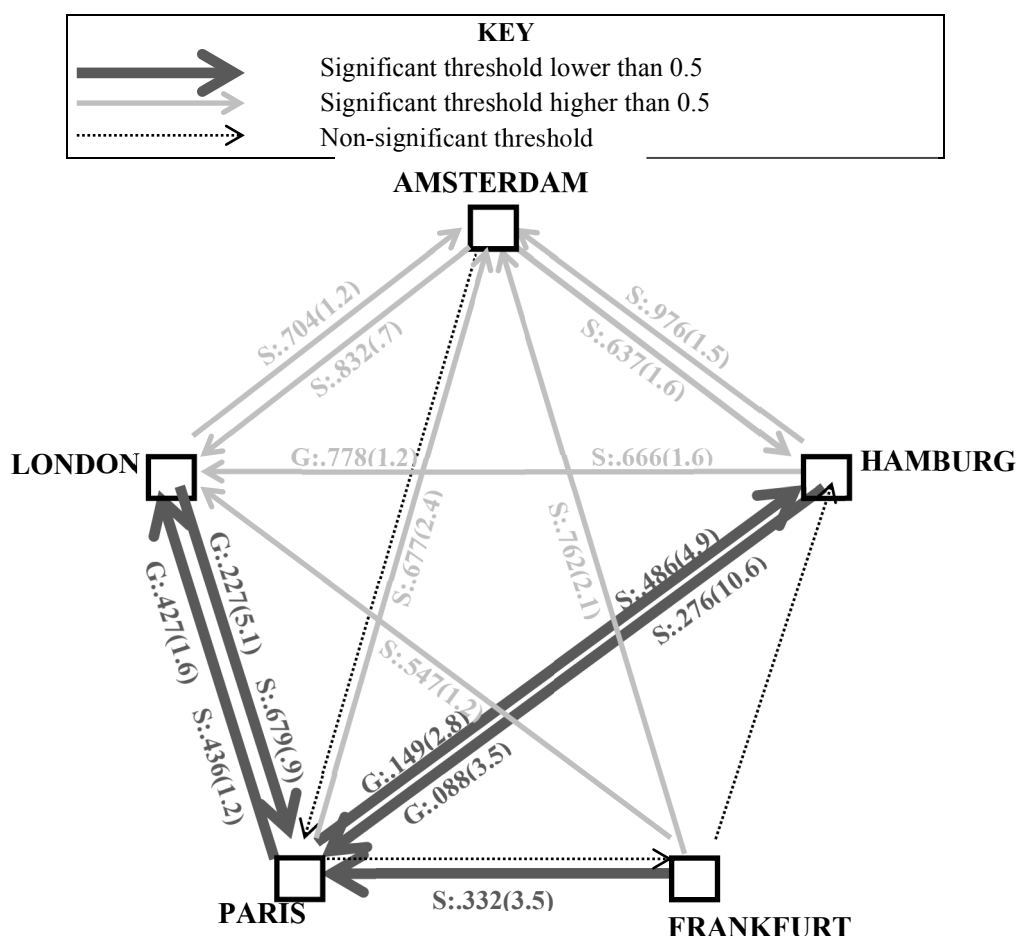 KEY
Significant threshold lower than 0.5
Significant threshold higher than 0.5
Non-significant threshold
AMSTERDAM
S:.704(1.2)
S:.832(.7)
S:.976(1.5)
S:.637(1.6)
LONDON
G:.778(1.2)
S:.666(1.6)
HAMBURG
G:.227(5.1)
G:.427(1.6)
S:.677(2.4)
S:.762(2.1)
S:.486(4.9)
S:.276(10.6)
S:.547(1.2)
S:.679(.9)
S:.436(1.2)
G:.149(2.8)
G:.088(3.5)
S:.332(3.5)
PARIS
FRANKFURT